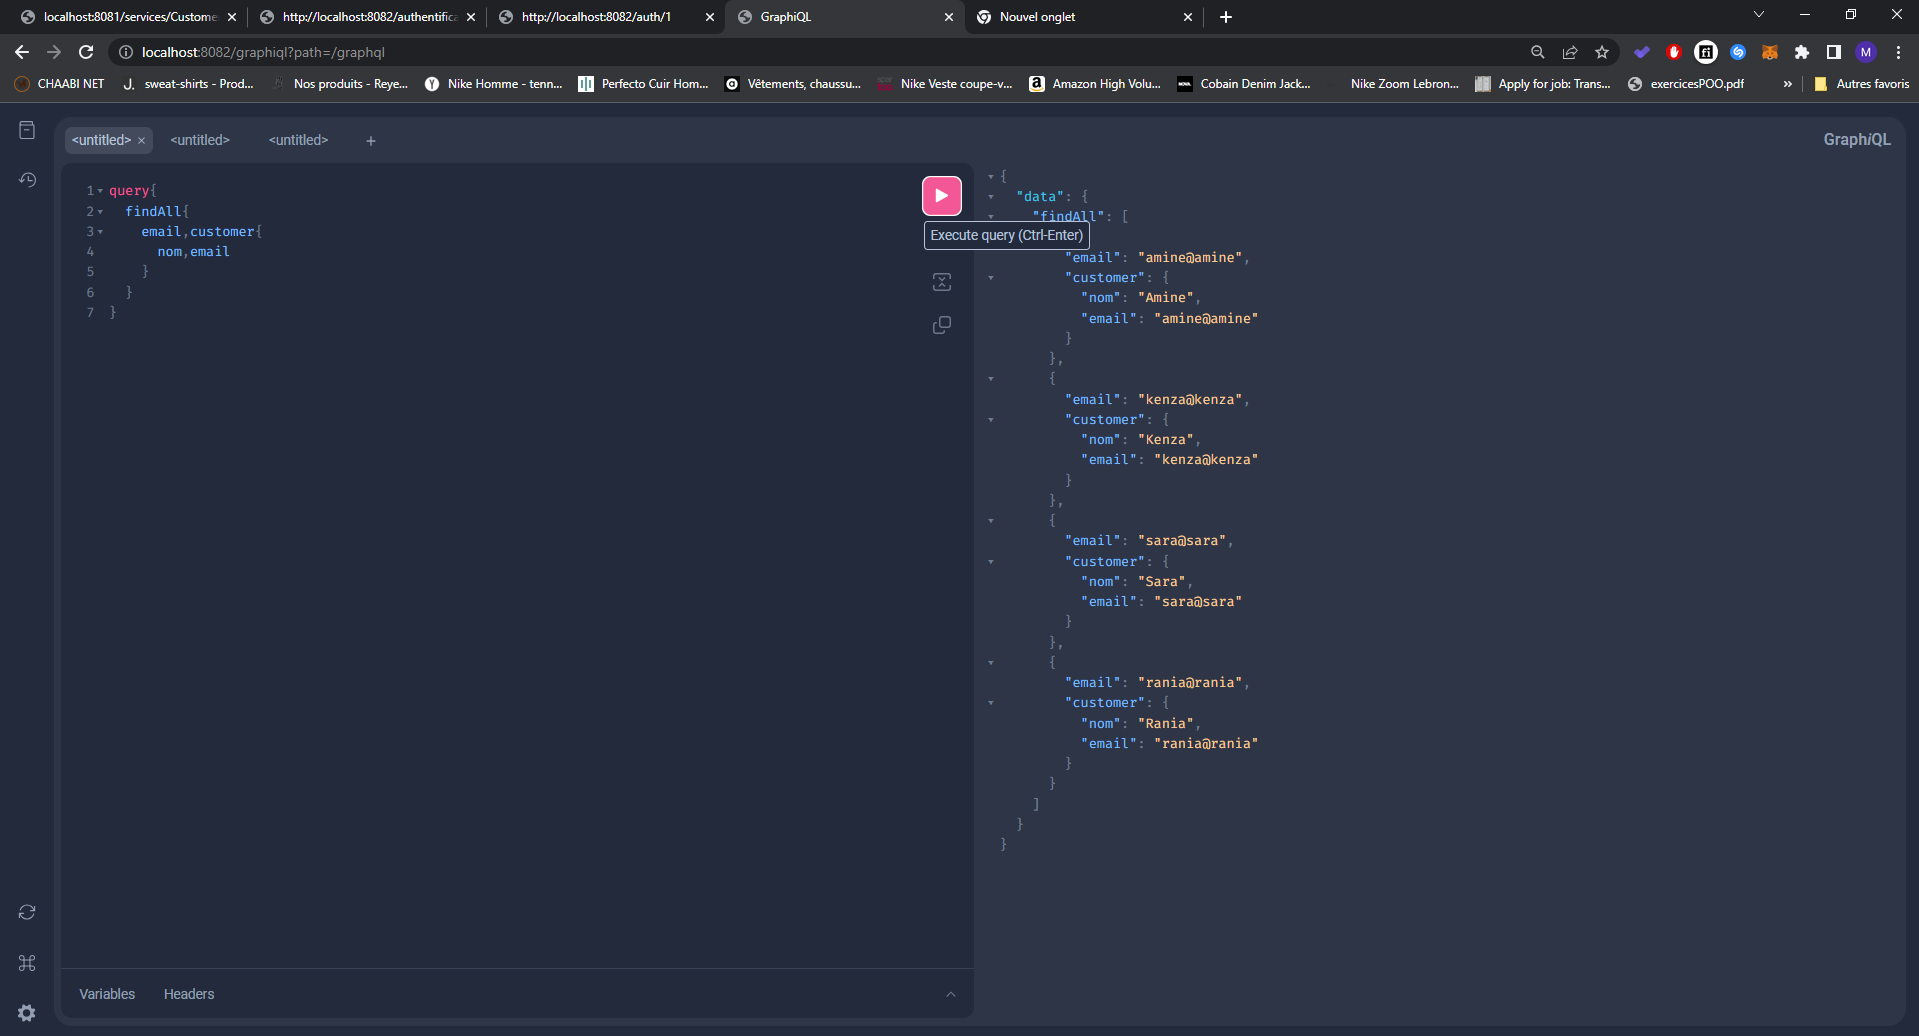 localhost:8081/services/Custome
http://localhost:8082/authentifica
http://localhost:8082/auth/1
GraphiQL
Nouvel onglet
localhost:8082/graphiql?path=/graphql
CHAABI NET
J. sweat-shirts - Prod...
Nos produits - Reye...
Nike Homme - tenn...
Perfecto Cuir Hom...
Vêtements, chaussu...
Nike Veste coupe-v...
Amazon High Volu...
Cobain Denim Jack...
Nike Zoom Lebron...
Apply for job: Trans...
exercicesPOO.pdf
»
Autres favoris
<untitled>
<untitled>
<untitled>
GraphiQL
1 query{
2 findAll{
3 email,customer{
4 nom,email
5 }
6 }
7 }
Execute query (Ctrl-Enter)
{
"data": {
"findAll": [
"email": "amine@amine",
"customer": {
"nom": "Amine",
"email": "amine@amine"
}
},
{
"email": "kenza@kenza",
"customer": {
"nom": "Kenza",
"email": "kenza@kenza"
}
},
{
"email": "sara@sara",
"customer": {
"nom": "Sara",
"email": "sara@sara"
}
},
{
"email": "rania@rania",
"customer": {
"nom": "Rania",
"email": "rania@rania"
}
}
]
}
}
Variables
Headers